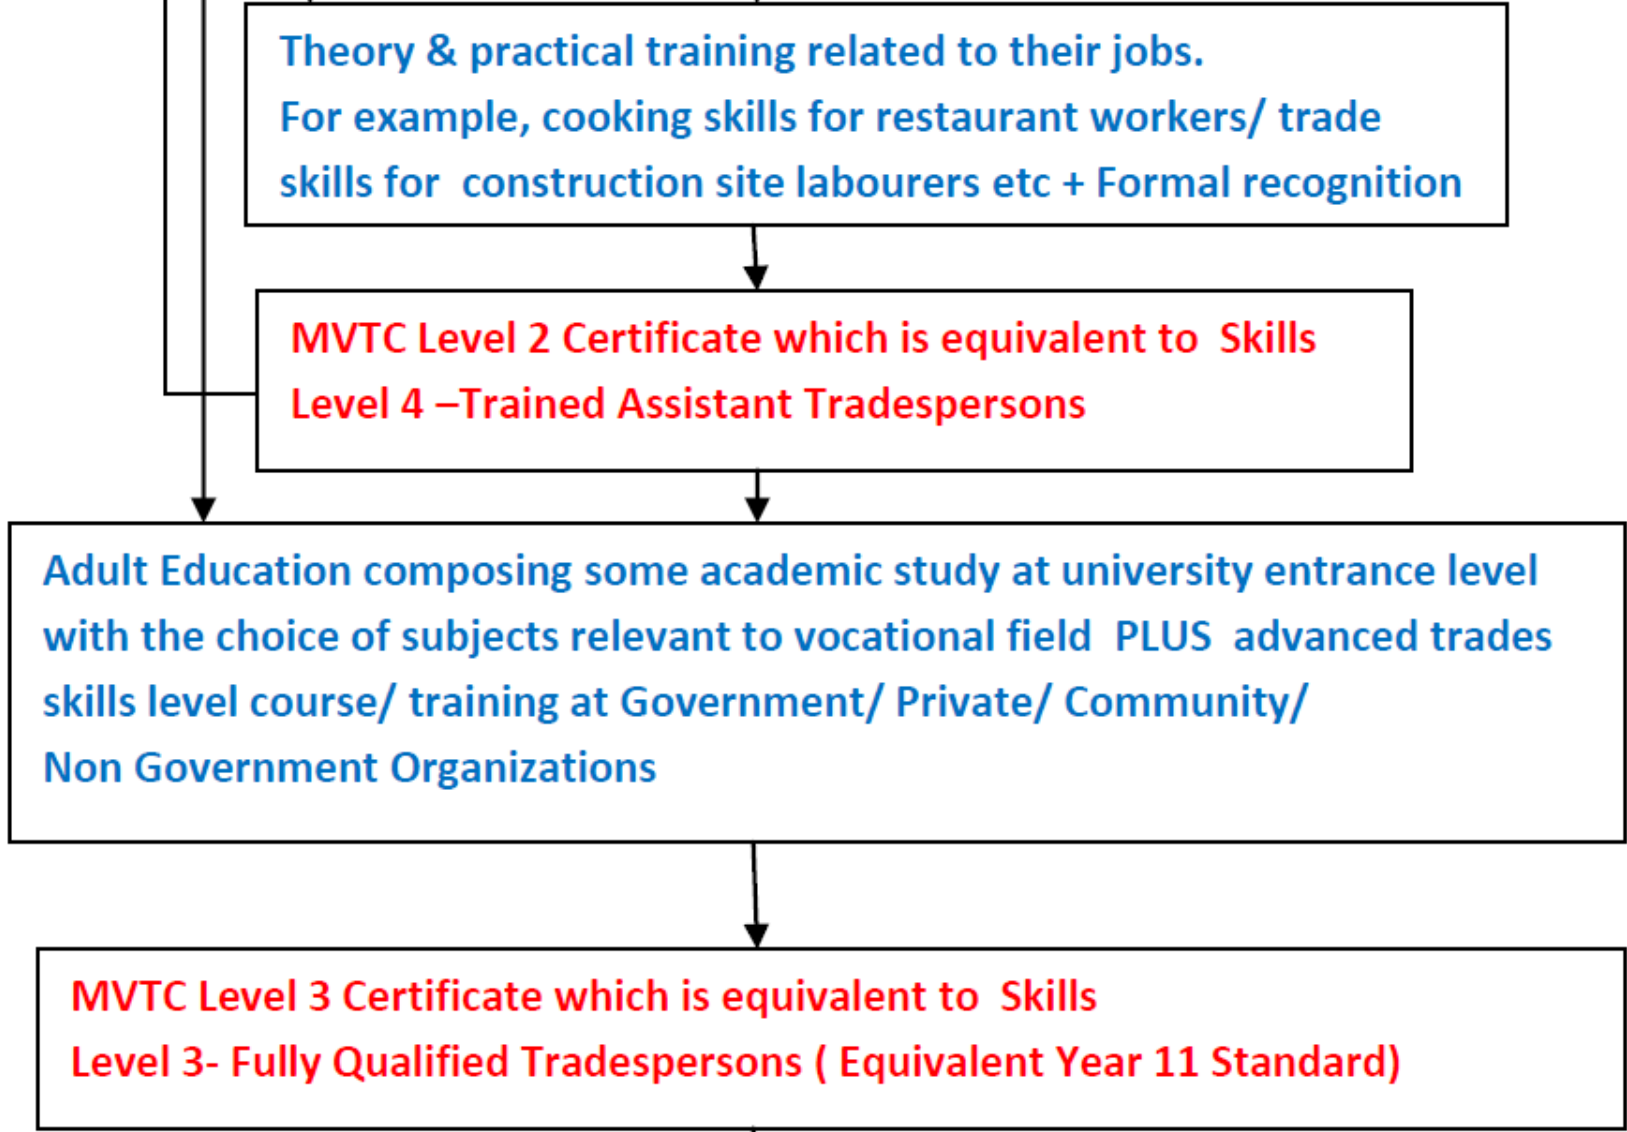 Theory & practical training related to their jobs.
For example, cooking skills for restaurant workers/ trade
skills for  construction site labourers etc + Formal recognition
MVTC Level 2 Certificate which is equivalent to  Skills
Level 4 –Trained Assistant Tradespersons
Adult Education composing some academic study at university entrance level
with the choice of subjects relevant to vocational field  PLUS  advanced trades
skills level course/ training at Government/ Private/ Community/
Non Government Organizations
MVTC Level 3 Certificate which is equivalent to  Skills
Level 3- Fully Qualified Tradespersons ( Equivalent Year 11 Standard)